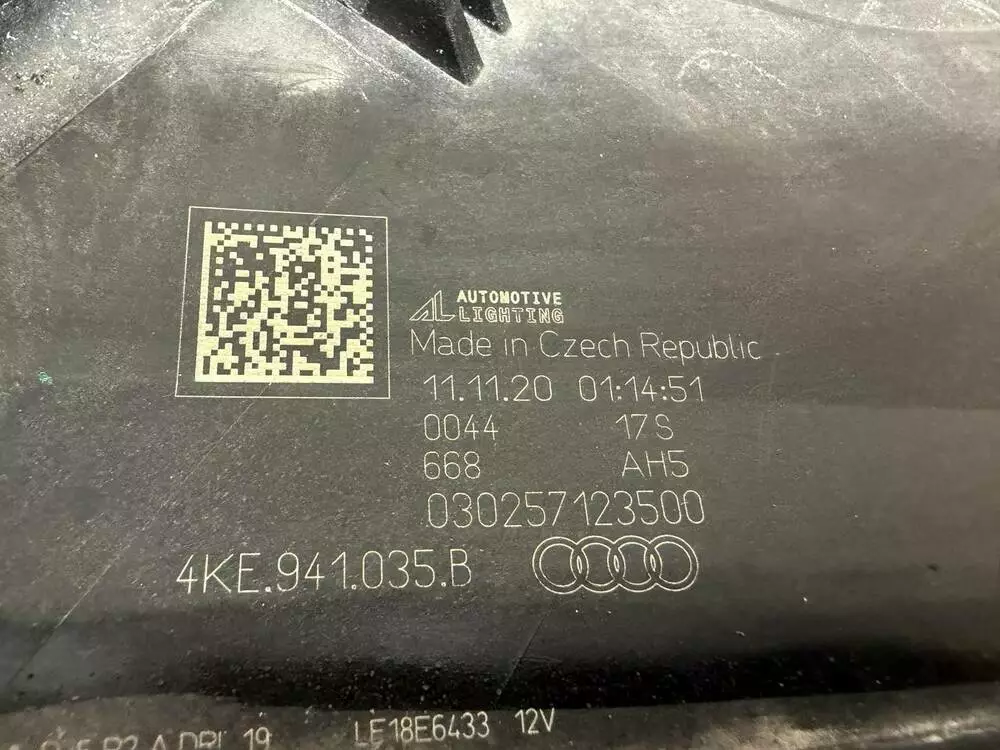 AUTOMOTIVE
LIGHTING
Made in Czech Republic
11.11.20 01:14:51
0044 17S
668 AH5
030257123500
4KE.941.035.B
19 LE18E6433 12V